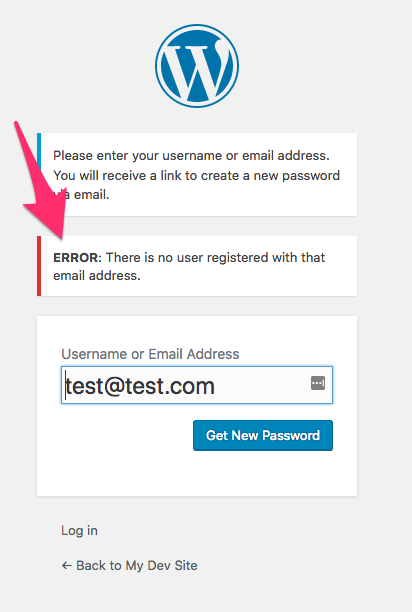 Please enter your username or email address.
You will receive a link to create a new password
via email.
ERROR: There is no user registered with that
email address.
Username or Email Address
test@test.com
Get New Password
Log in
← Back to My Dev Site